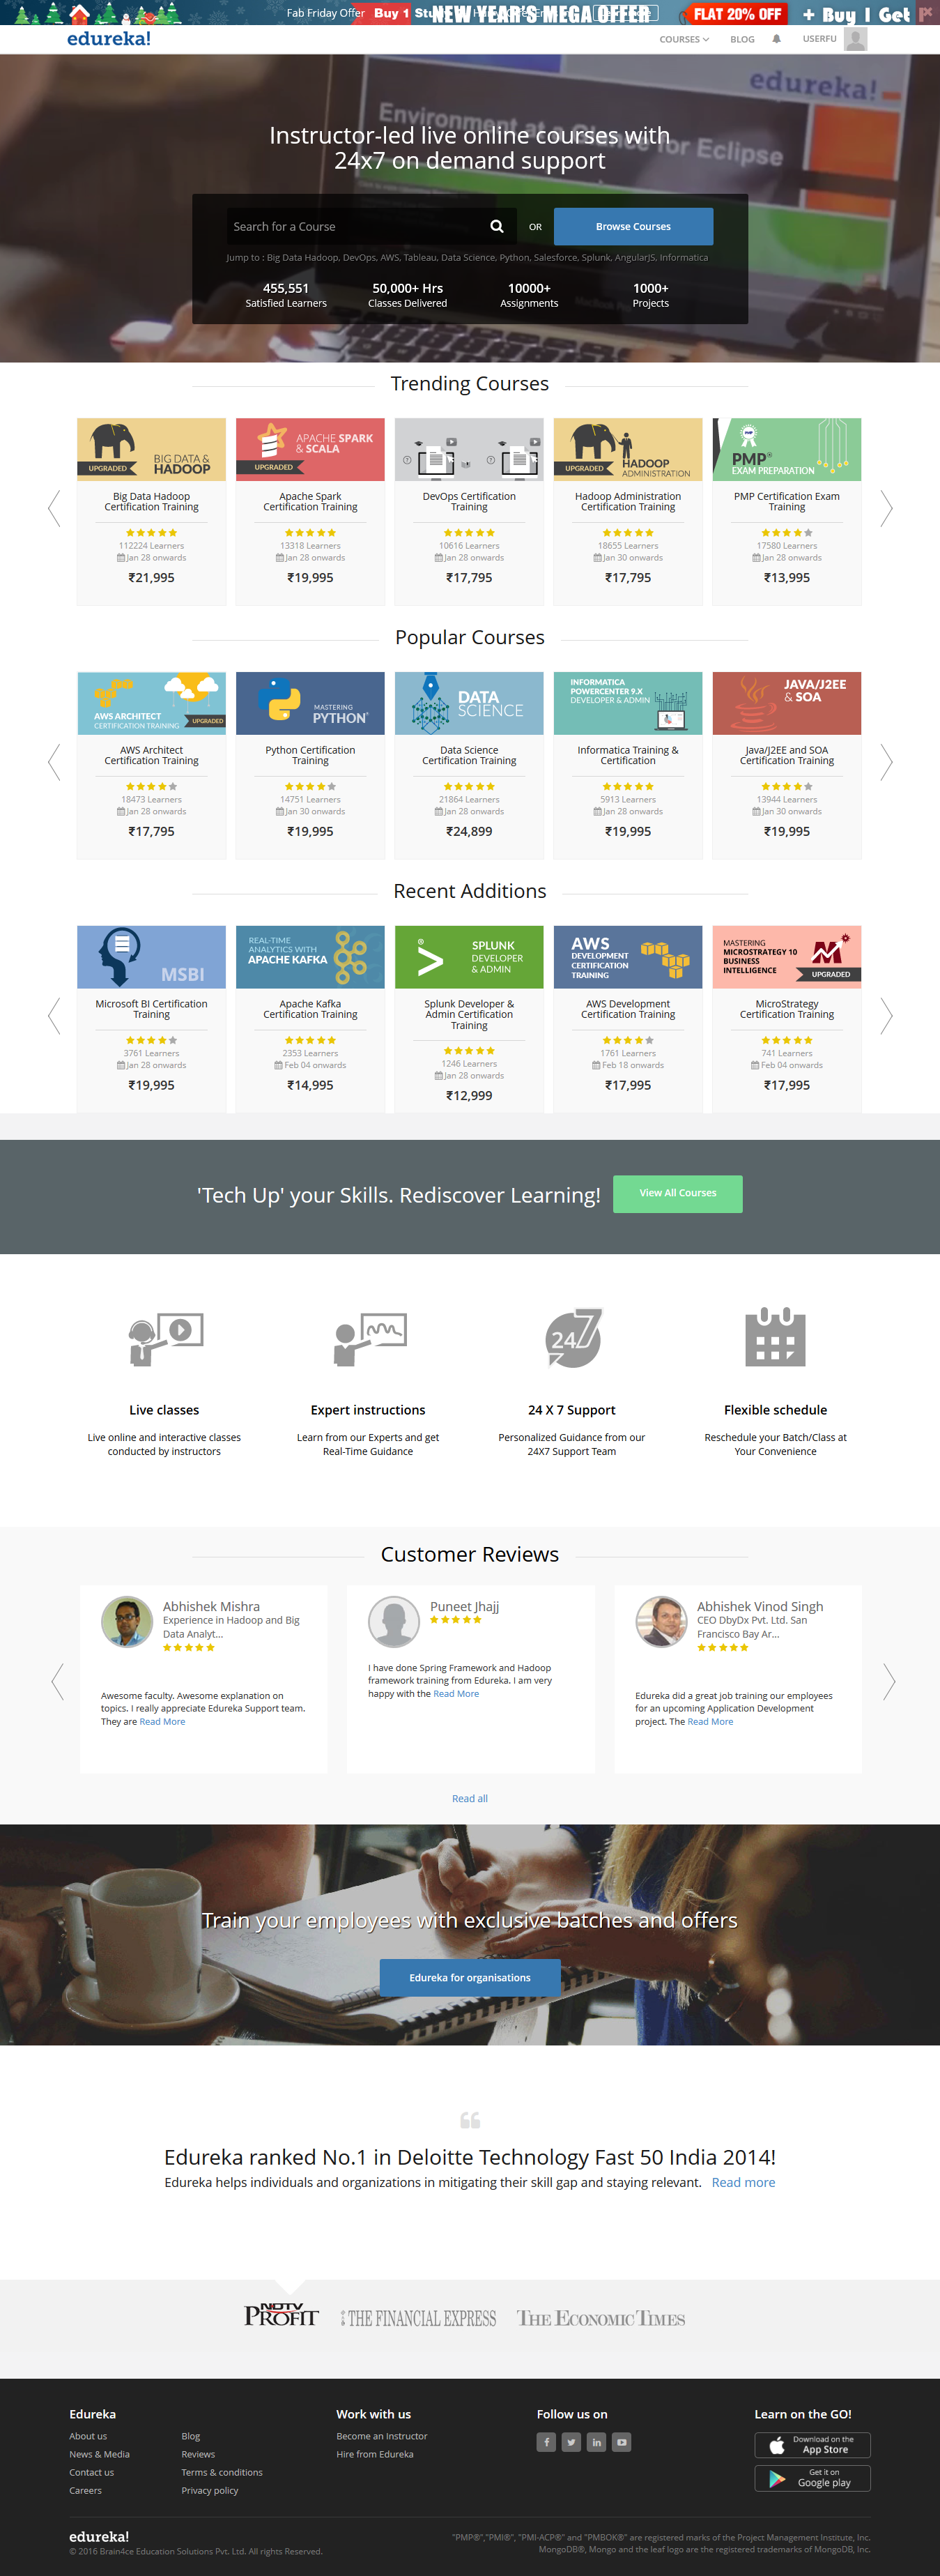 Fab Friday Offer
Buy 1
NEW YEAR'S MEGA OFFER
FLAT 20% OFF
+ Buy 1 Get
edureka!
COURSES
BLOG
USERFU
edureka!
Environment at a Glance for Eclipse
Instructor-led live online courses with
24x7 on demand support
Search for a Course
OR
Browse Courses
Jump to : Big Data Hadoop, DevOps, AWS, Tableau, Data Science, Python, Salesforce, Splunk, AngularJS, Informatica
455,551
Satisfied Learners
50,000+ Hrs
Classes Delivered
10000+
Assignments
1000+
Projects
Trending Courses
UPGRADED
BIG DATA &
HADOOP
Big Data Hadoop
Certification Training
112224 Learners
Jan 28 onwards
₹21,995
APACHE SPARK
& SCALA
UPGRADED
Apache Spark
Certification Training
13318 Learners
Jan 28 onwards
₹19,995
DevOps Certification
Training
10616 Learners
Jan 28 onwards
₹17,795
UPGRADED
HADOOP
ADMINISTRATION
Hadoop Administration
Certification Training
18655 Learners
Jan 30 onwards
₹17,795
PMP®
EXAM PREPARATION
PMP Certification Exam
Training
17580 Learners
Jan 28 onwards
₹13,995
Popular Courses
AWS ARCHITECT
CERTIFICATION TRAINING
UPGRADED
AWS Architect
Certification Training
18473 Learners
Jan 28 onwards
₹17,795
MASTERING
PYTHON®
Python Certification
Training
14751 Learners
Jan 30 onwards
₹19,995
DATA
SCIENCE
Data Science
Certification Training
21864 Learners
Jan 28 onwards
₹24,899
INFORMATICA
POWERCENTER 9.X
DEVELOPER & ADMIN
Informatica Training &
Certification
5913 Learners
Jan 28 onwards
₹19,995
JAVA/J2EE
& SOA
Java/J2EE and SOA
Certification Training
13944 Learners
Jan 30 onwards
₹19,995
Recent Additions
MSBI
Microsoft BI Certification
Training
3761 Learners
Jan 28 onwards
₹19,995
REAL-TIME
ANALYTICS WITH
APACHE KAFKA
Apache Kafka
Certification Training
2353 Learners
Feb 04 onwards
₹14,995
SPLUNK
DEVELOPER
& ADMIN
Splunk Developer &
Admin Certification
Training
1246 Learners
Jan 28 onwards
₹12,999
AWS
DEVELOPMENT
CERTIFICATION
TRAINING
AWS Development
Certification Training
1761 Learners
Feb 18 onwards
₹17,995
MASTERING
MICROSTRATEGY 10
BUSINESS
INTELLIGENCE
UPGRADED
MicroStrategy
Certification Training
741 Learners
Feb 04 onwards
₹17,995
'Tech Up' your Skills. Rediscover Learning!
View All Courses
24 7
Live classes
Live online and interactive classes
conducted by instructors
Expert instructions
Learn from our Experts and get
Real-Time Guidance
24 X 7 Support
Personalized Guidance from our
24X7 Support Team
Flexible schedule
Reschedule your Batch/Class at
Your Convenience
Customer Reviews
Abhishek Mishra
Experience in Hadoop and Big
Data Analyt...
Awesome faculty. Awesome explanation on
topics. I really appreciate Edureka Support team.
They are Read More
Puneet Jhajj
I have done Spring Framework and Hadoop
framework training from Edureka. I am very
happy with the Read More
Abhishek Vinod Singh
CEO DbyDx Pvt. Ltd. San
Francisco Bay Ar...
Edureka did a great job training our employees
for an upcoming Application Development
project. The Read More
Read all
Train your employees with exclusive batches and offers
Edureka for organisations
Edureka ranked No.1 in Deloitte Technology Fast 50 India 2014!
Edureka helps individuals and organizations in mitigating their skill gap and staying relevant. Read more
NDTV
PROFIT
THE FINANCIAL EXPRESS
THE ECONOMIC TIMES
Edureka
About us
News & Media
Contact us
Careers
Blog
Reviews
Terms & conditions
Privacy policy
Work with us
Become an Instructor
Hire from Edureka
Follow us on
Learn on the GO!
Download on the
App Store
Get it on
Google play
edureka!
© 2016 Brain4ce Education Solutions Pvt. Ltd. All rights Reserved.
"PMP®","PMI®", "PMI-ACP®" and "PMBOK®" are registered marks of the Project Management Institute, Inc.
MongoDB®, Mongo and the leaf logo are the registered trademarks of MongoDB, Inc.